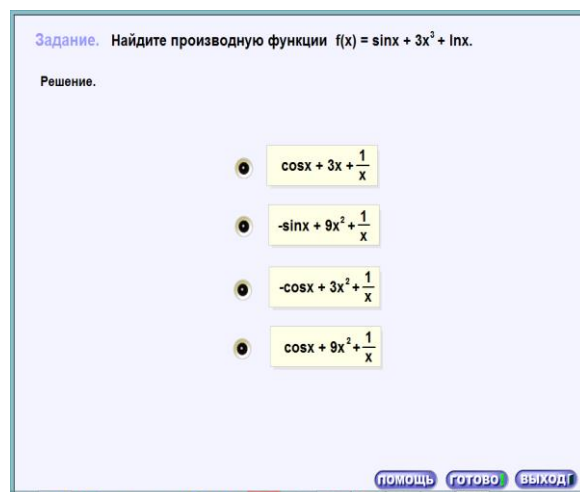 Задание. Найдите производную функции f(x) = sinx + 3x³ + lnx.
Решение.
cosx + 3x + 1/x
-sinx + 9x² + 1/x
-cosx + 3x² + 1/x
cosx + 9x² + 1/x
ПОМОЩЬ ГОТОВО! ВЫХОД